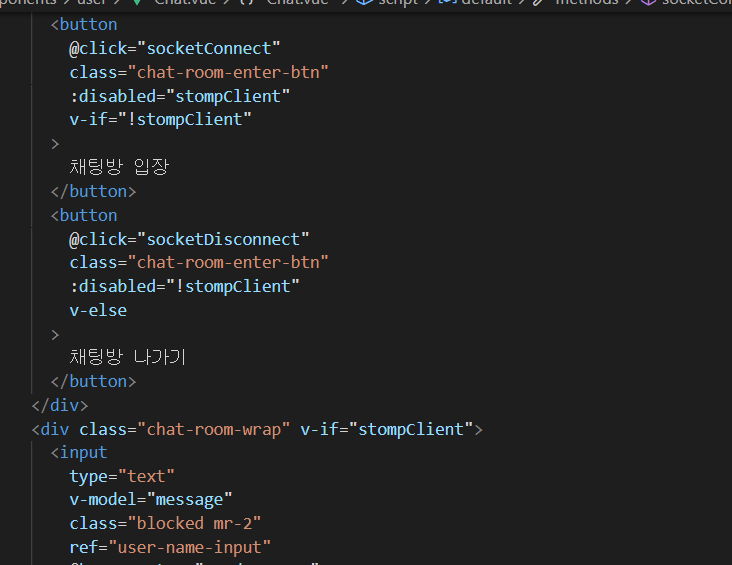 user > Chat.vue > {} Chat.vue > script > default > methods >
<button
@click="socketConnect"
class="chat-room-enter-btn"
:disabled="stompClient"
v-if="!stompClient"
>
채팅방 입장
</button>
<button
@click="socketDisconnect"
class="chat-room-enter-btn"
:disabled="!stompClient"
v-else
>
채팅방 나가기
</button>
</div>
<div class="chat-room-wrap" v-if="stompClient">
<input
type="text"
v-model="message"
class="blocked mr-2"
ref="user-name-input"